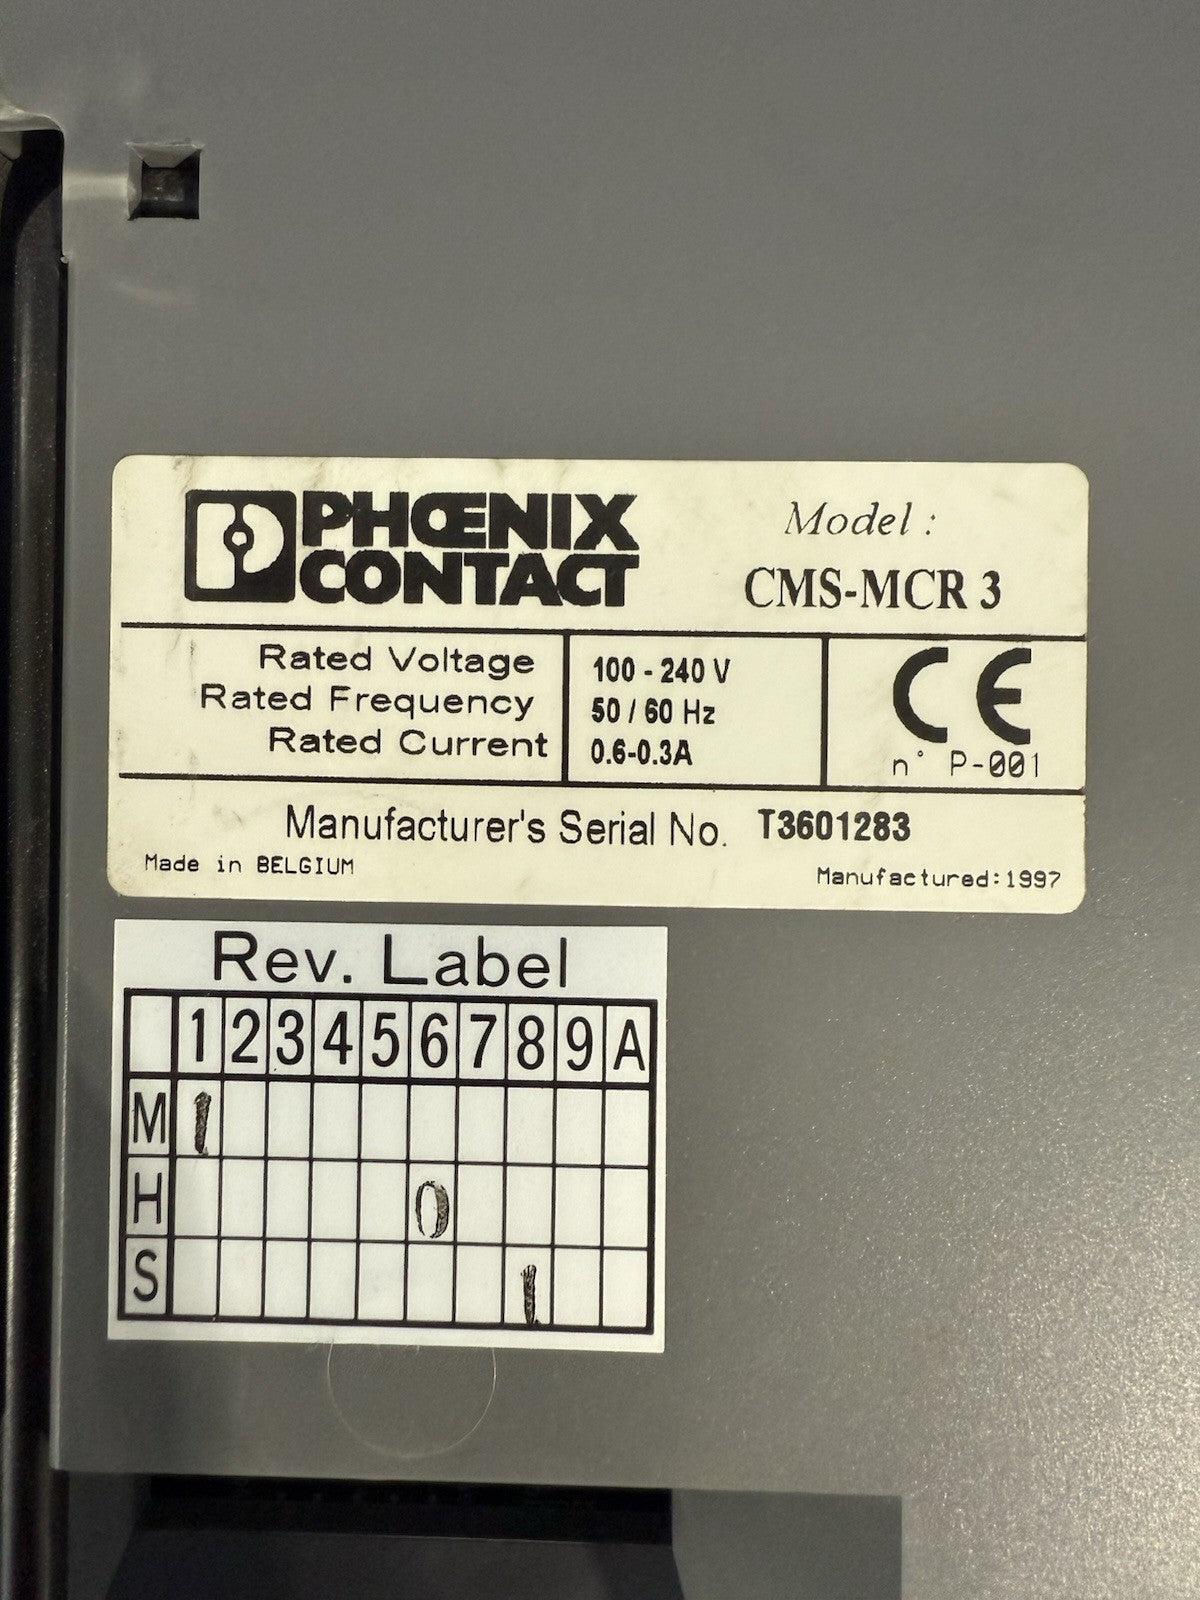 PHŒNIX
CONTACT
Model :
CMS-MCR 3
Rated Voltage 100 - 240 V
Rated Frequency 50 / 60 Hz
Rated Current 0.6-0.3A
CE
n° P-001
Manufacturer's Serial No. T3601283
Made in BELGIUM
Manufactured:1997
Rev. Label
1 2 3 4 5 6 7 8 9 A
M 1
H 0
S 1